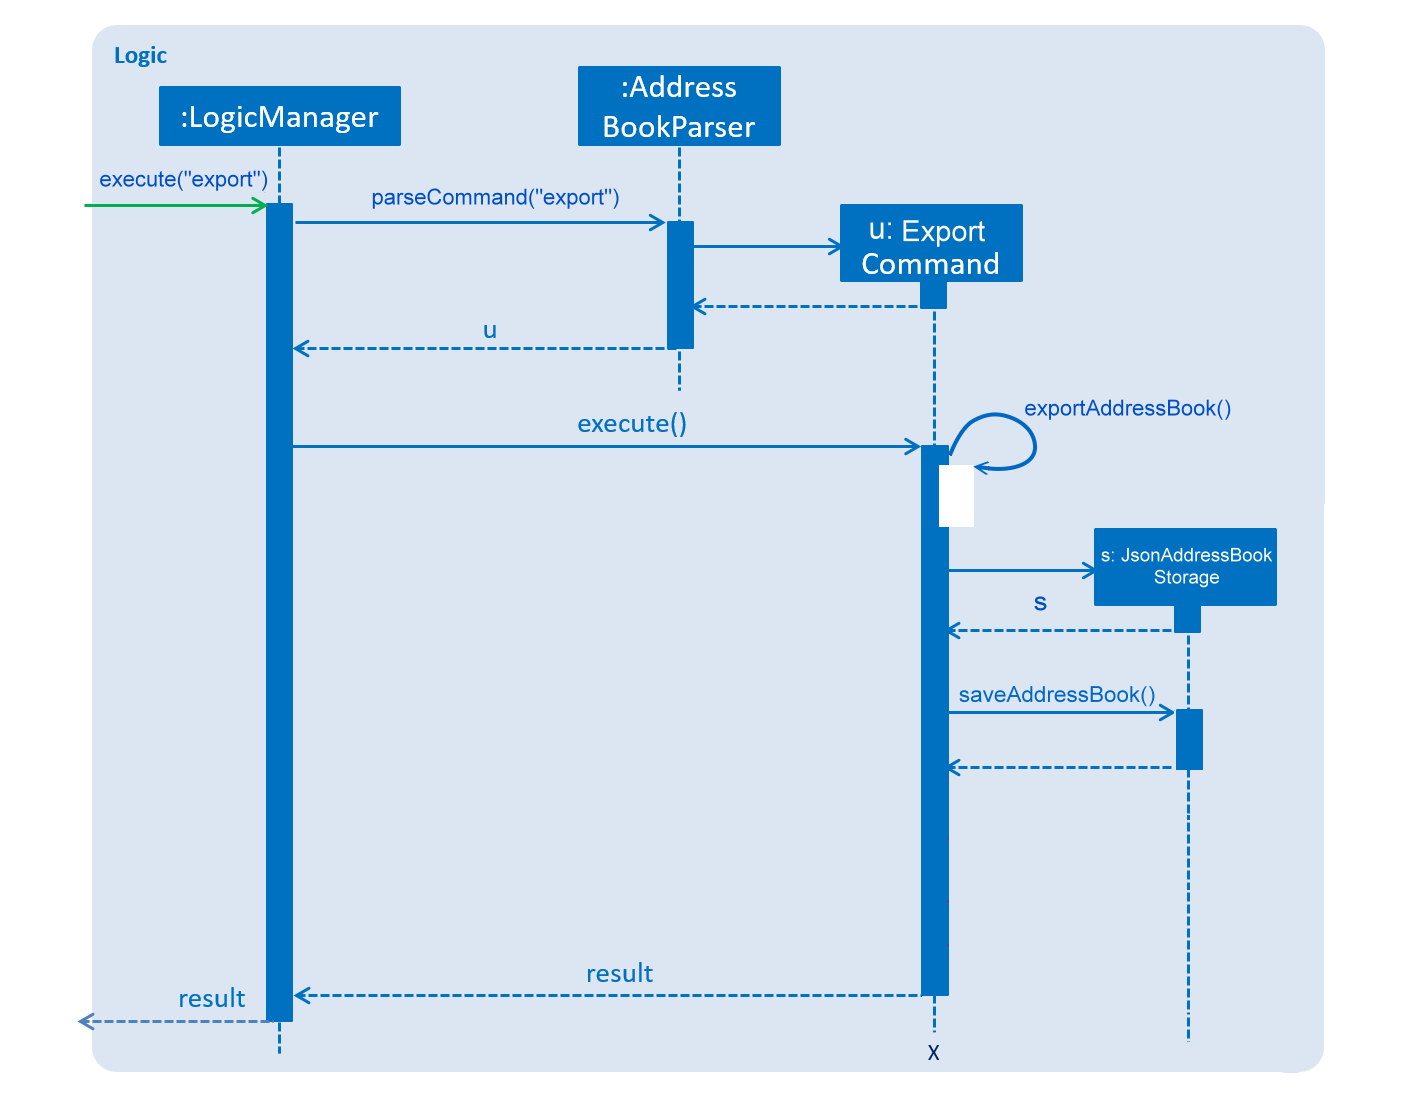 Logic
:LogicManager
:Address
BookParser
execute("export")
parseCommand("export")
u: Export
Command
u
execute()
exportAddressBook()
s: JsonAddressBook
Storage
s
saveAddressBook()
result
result
X